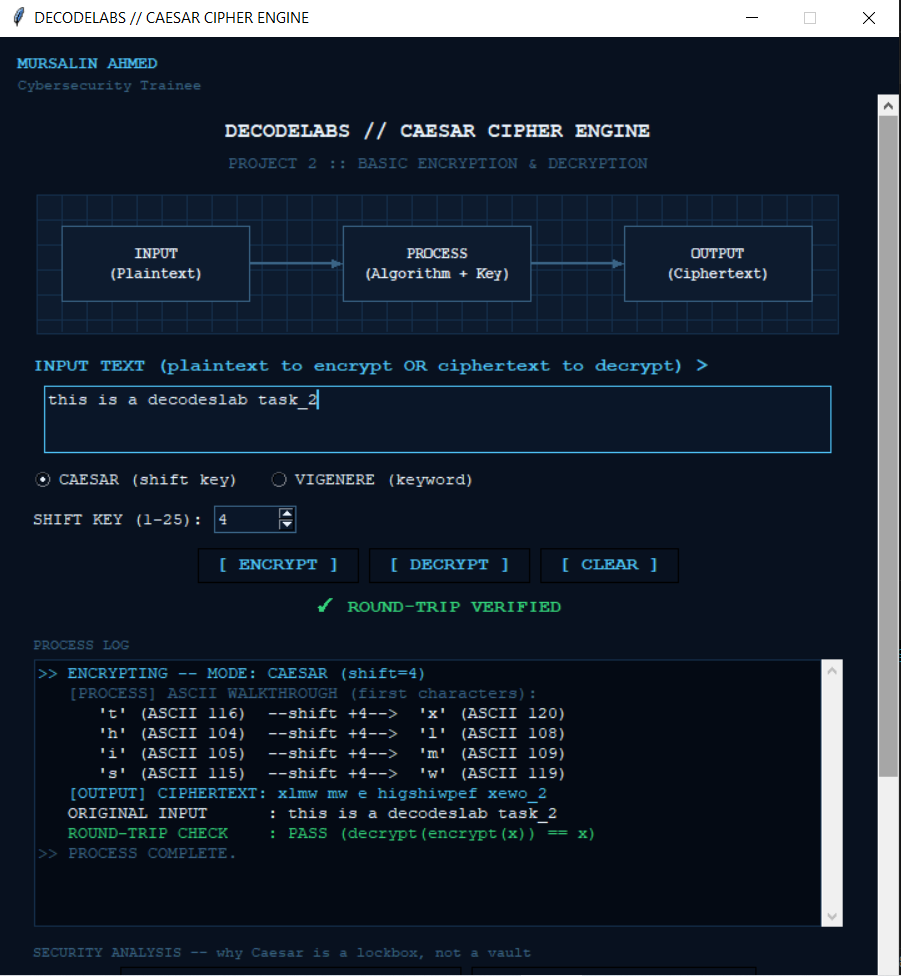 DECODELABS // CAESAR CIPHER ENGINE
MURSALIN AHMED
Cybersecurity Trainee
DECODELABS // CAESAR CIPHER ENGINE
PROJECT 2 :: BASIC ENCRYPTION & DECRYPTION
INPUT
(Plaintext)
PROCESS
(Algorithm + Key)
OUTPUT
(Ciphertext)
INPUT TEXT (plaintext to encrypt OR ciphertext to decrypt) >
this is a decodeslab task_2
CAESAR (shift key) VIGENERE (keyword)
SHIFT KEY (1-25): 4
[ ENCRYPT ] [ DECRYPT ] [ CLEAR ]
✓ ROUND-TRIP VERIFIED
PROCESS LOG
>> ENCRYPTING -- MODE: CAESAR (shift=4)
[PROCESS] ASCII WALKTHROUGH (first characters):
't' (ASCII 116) --shift +4--> 'x' (ASCII 120)
'h' (ASCII 104) --shift +4--> 'l' (ASCII 108)
'i' (ASCII 105) --shift +4--> 'm' (ASCII 109)
's' (ASCII 115) --shift +4--> 'w' (ASCII 119)
[OUTPUT] CIPHERTEXT: xlmw mw e higshiwpef xewo_2
ORIGINAL INPUT : this is a decodeslab task_2
ROUND-TRIP CHECK : PASS (decrypt(encrypt(x)) == x)
>> PROCESS COMPLETE.
SECURITY ANALYSIS -- why Caesar is a lockbox, not a vault